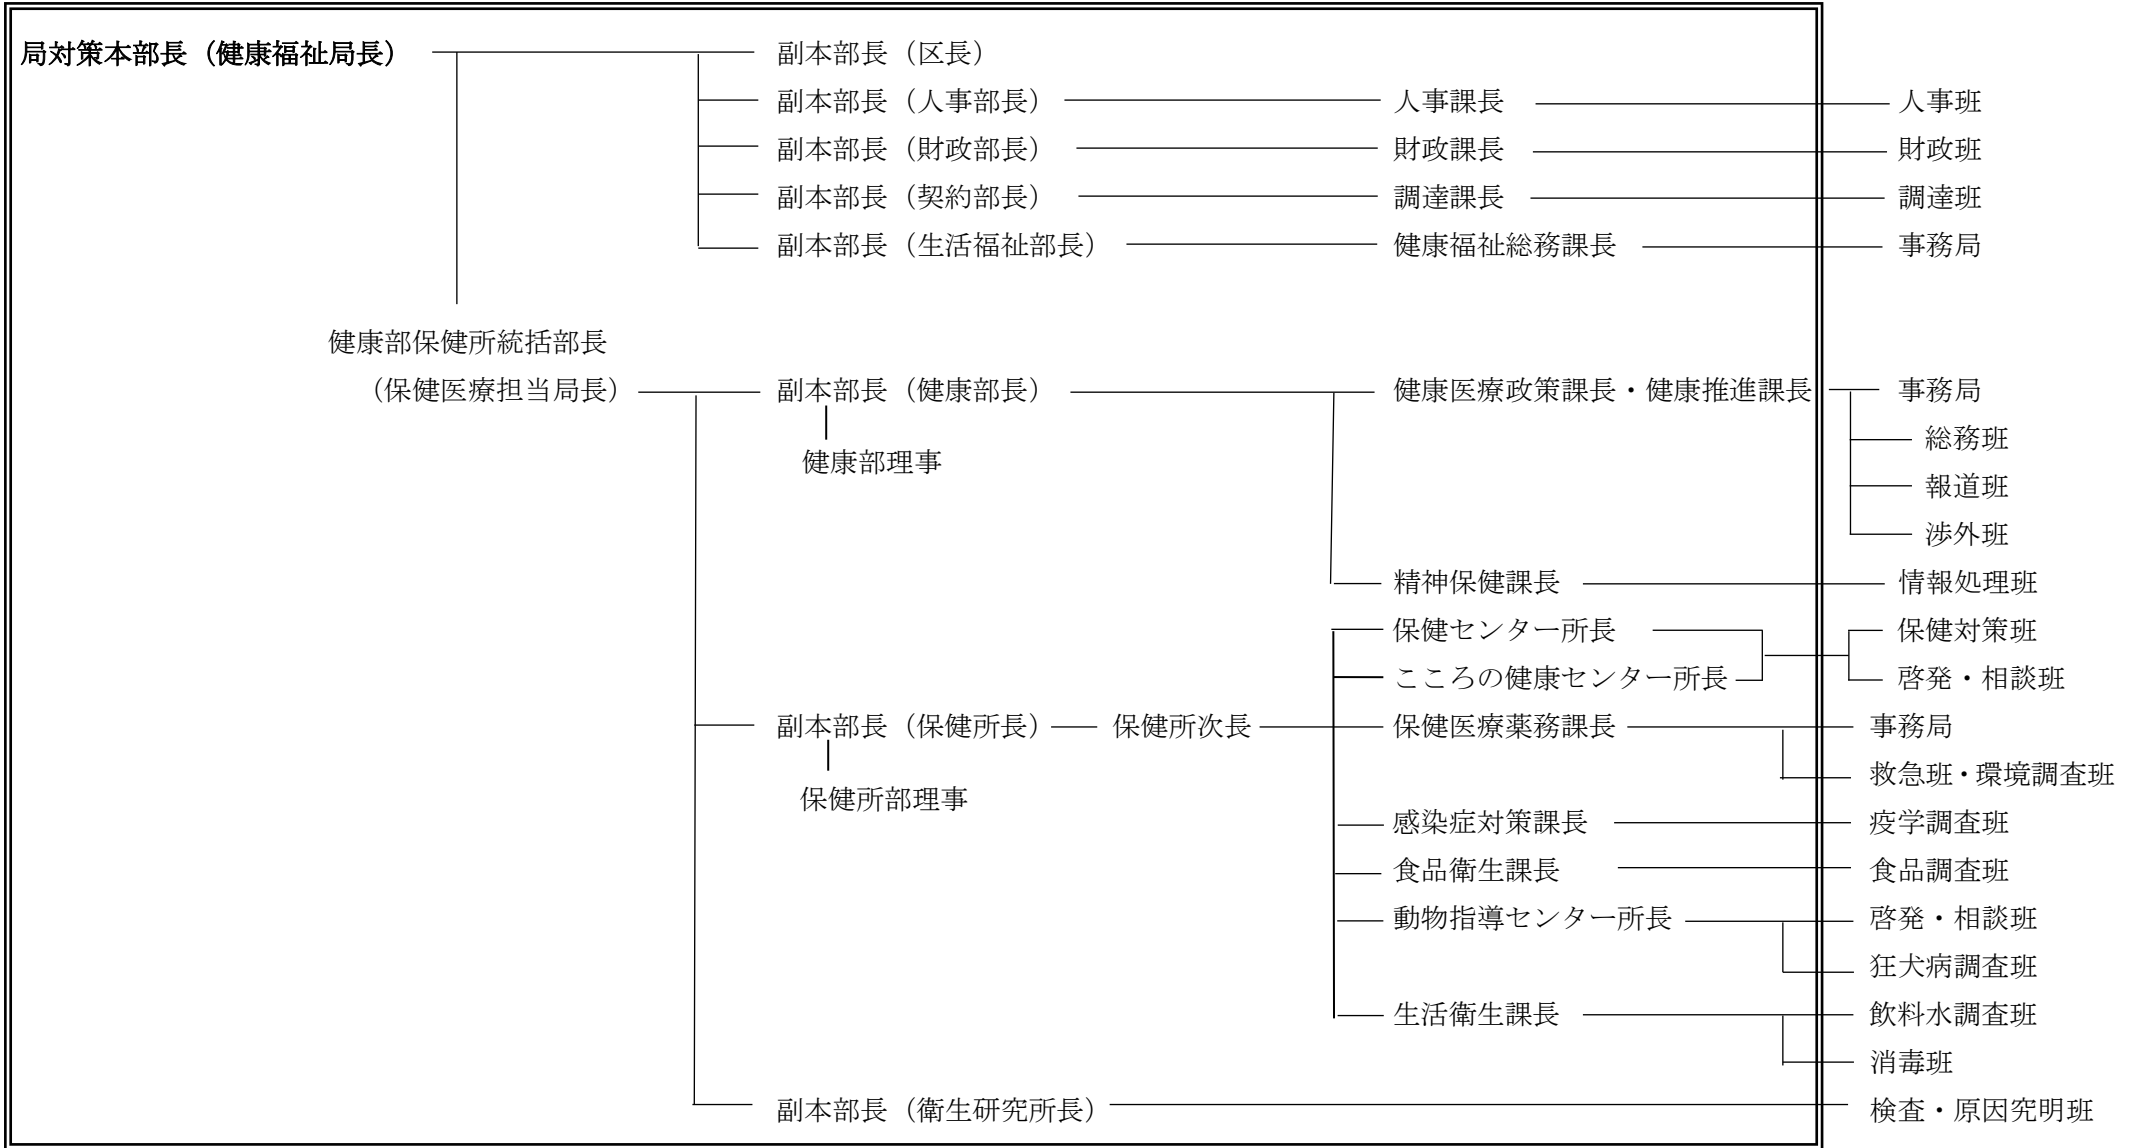 局対策本部長（健康福祉局長） 副本部長（区長）
副本部長（人事部長） 人事課長 人事班
副本部長（財政部長） 財政課長 財政班
副本部長（契約部長） 調達課長 調達班
副本部長（生活福祉部長） 健康福祉総務課長 事務局
健康部保健所統括部長
（保健医療担当局長） 副本部長（健康部長） 健康医療政策課長・健康推進課長 事務局
総務班
健康部理事
報道班
渉外班
精神保健課長 情報処理班
保健センター所長 保健対策班
こころの健康センター所長 啓発・相談班
副本部長（保健所長） 保健所次長 保健医療薬務課長 事務局
救急班・環境調査班
保健所部理事
感染症対策課長 疫学調査班
食品衛生課長 食品調査班
動物指導センター所長 啓発・相談班
狂犬病調査班
生活衛生課長 飲料水調査班
消毒班
副本部長（衛生研究所長） 検査・原因究明班